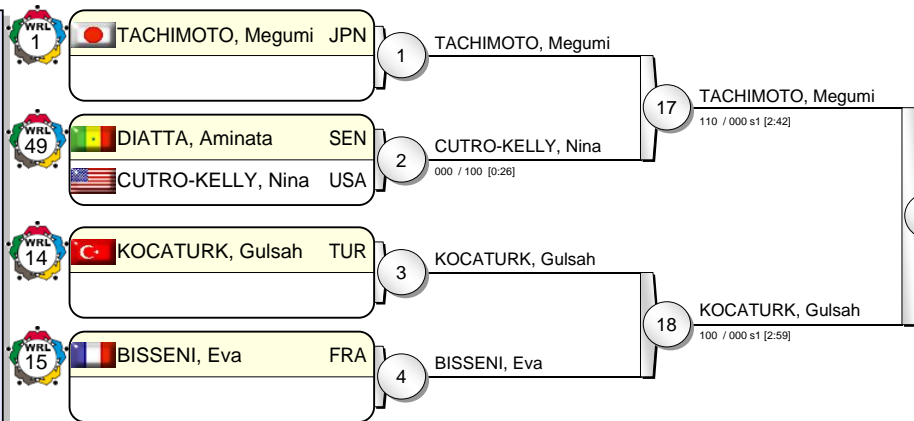 WRL
1
TACHIMOTO, Megumi JPN
1
TACHIMOTO, Megumi
WRL
49
DIATTA, Aminata SEN
CUTRO-KELLY, Nina USA
2
CUTRO-KELLY, Nina
000 / 100 [0:26]
17
TACHIMOTO, Megumi
110 / 000 s1 [2:42]
WRL
14
KOCATURK, Gulsah TUR
3
KOCATURK, Gulsah
WRL
15
BISSENI, Eva FRA
4
BISSENI, Eva
18
KOCATURK, Gulsah
100 / 000 s1 [2:59]